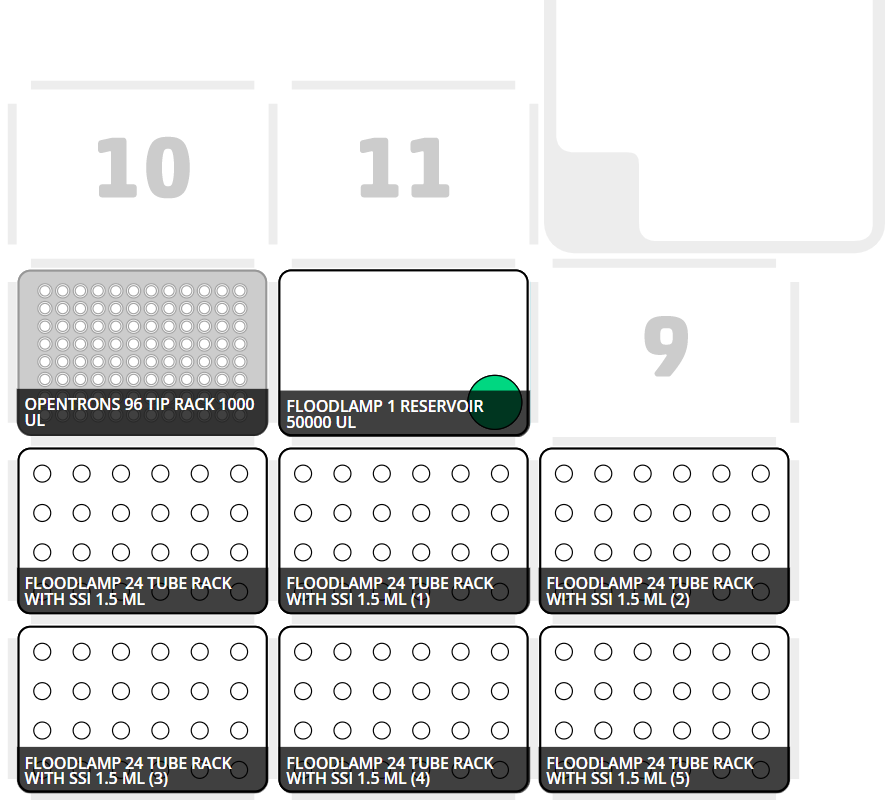 10
11
OPENTRONS 96 TIP RACK 1000
UL
FLOODLAMP 1 RESERVOIR
50000 UL
9
FLOODLAMP 24 TUBE RACK
WITH SSI 1.5 ML
FLOODLAMP 24 TUBE RACK
WITH SSI 1.5 ML (1)
FLOODLAMP 24 TUBE RACK
WITH SSI 1.5 ML (2)
FLOODLAMP 24 TUBE RACK
WITH SSI 1.5 ML (3)
FLOODLAMP 24 TUBE RACK
WITH SSI 1.5 ML (4)
FLOODLAMP 24 TUBE RACK
WITH SSI 1.5 ML (5)